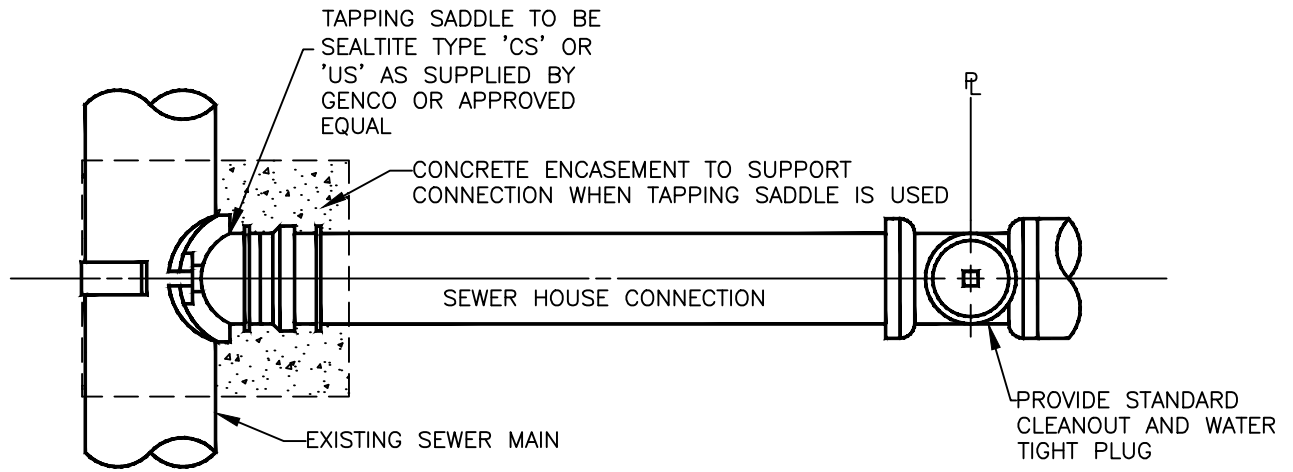 TAPPING SADDLE TO BE
SEALTITE TYPE 'CS' OR
'US' AS SUPPLIED BY
GENCO OR APPROVED
EQUAL
PL
CONCRETE ENCASEMENT TO SUPPORT
CONNECTION WHEN TAPPING SADDLE IS USED
SEWER HOUSE CONNECTION
PROVIDE STANDARD
CLEANOUT AND WATER
TIGHT PLUG
EXISTING SEWER MAIN